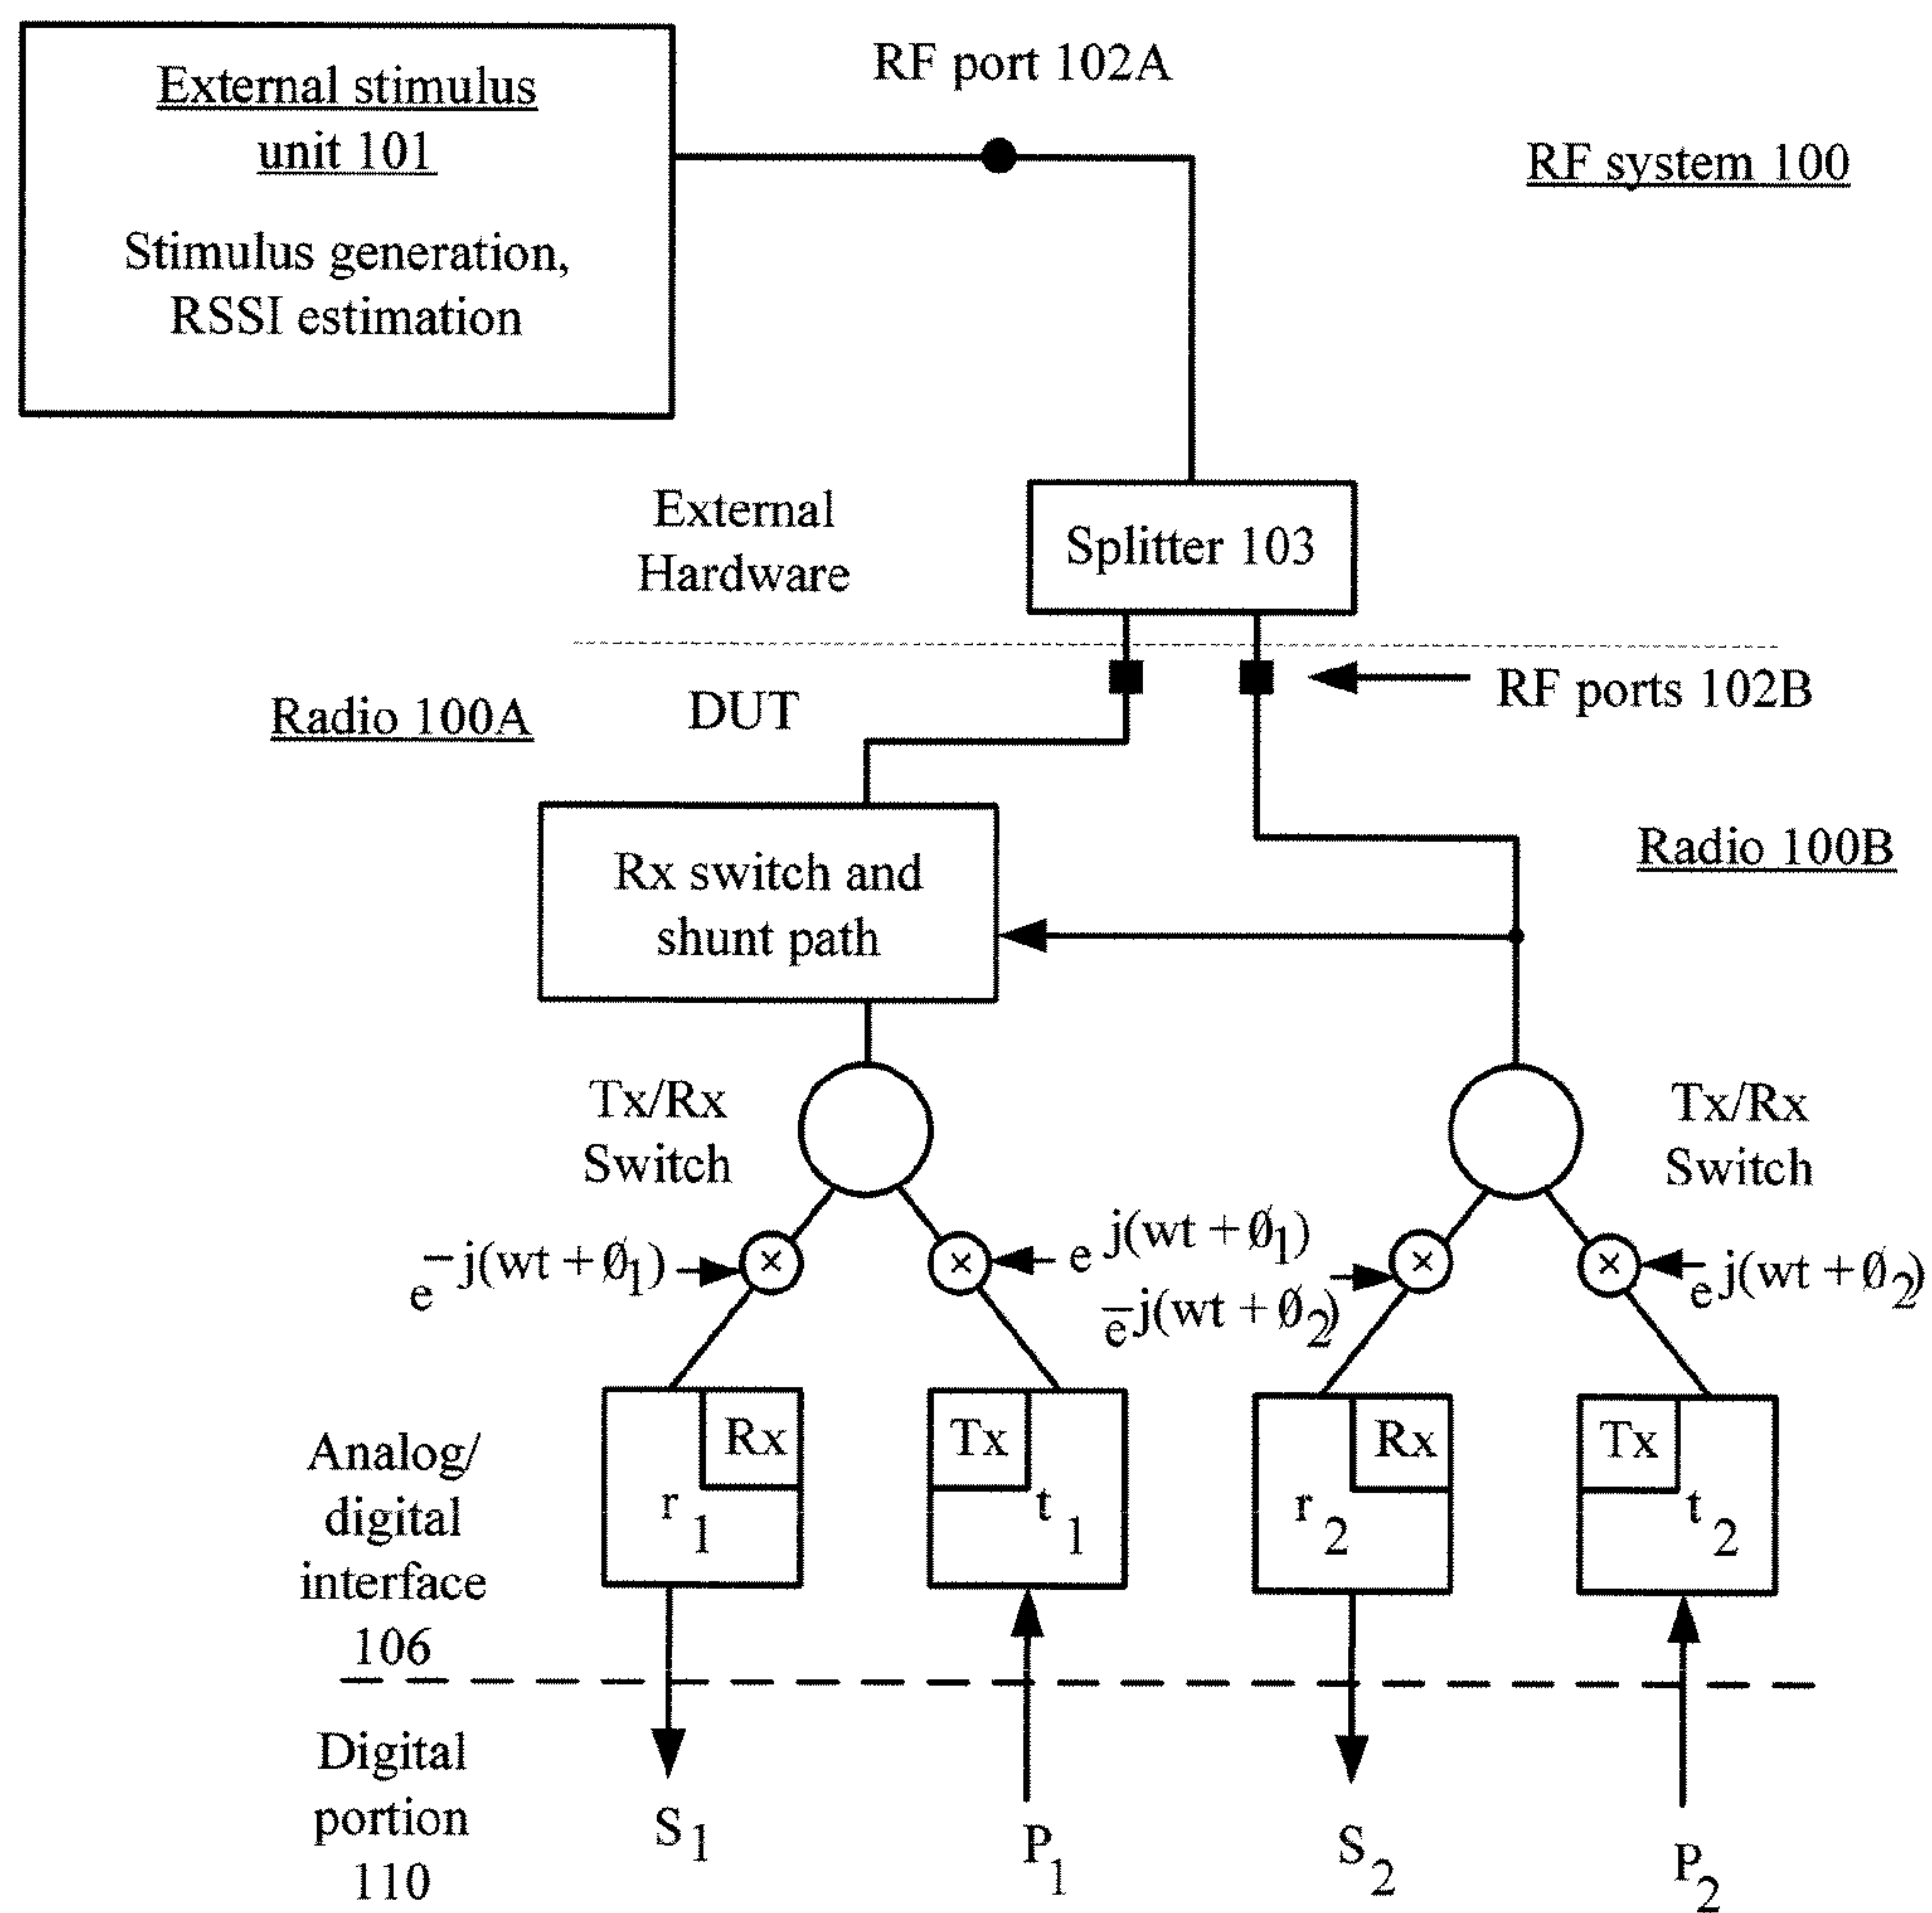 External stimulus
unit 101
Stimulus generation,
RSSI estimation
RF port 102A
RF system 100
External
Hardware
Splitter 103
RF ports 102B
Radio 100A
DUT
Rx switch and
shunt path
Radio 100B
Tx/Rx
Switch
Tx/Rx
Switch
e^-j(wt + Ø1)
×
×
e^j(wt + Ø1)
e^-j(wt + Ø2)
×
×
e^j(wt + Ø2)
Analog/
digital
interface
106
Rx
r1
Tx
t1
Rx
r2
Tx
t2
Digital
portion
110
S1
P1
S2
P2